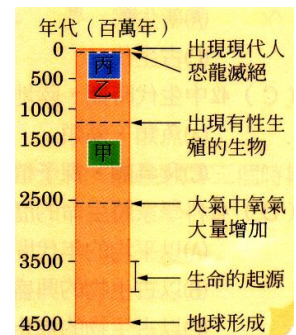 年代（百萬年）
0
500
1000
1500
2500
3500
4500
丙
乙
甲
出現現代人
恐龍滅絕
出現有性生
殖的生物
大氣中氧氣
大量增加
生命的起源
地球形成